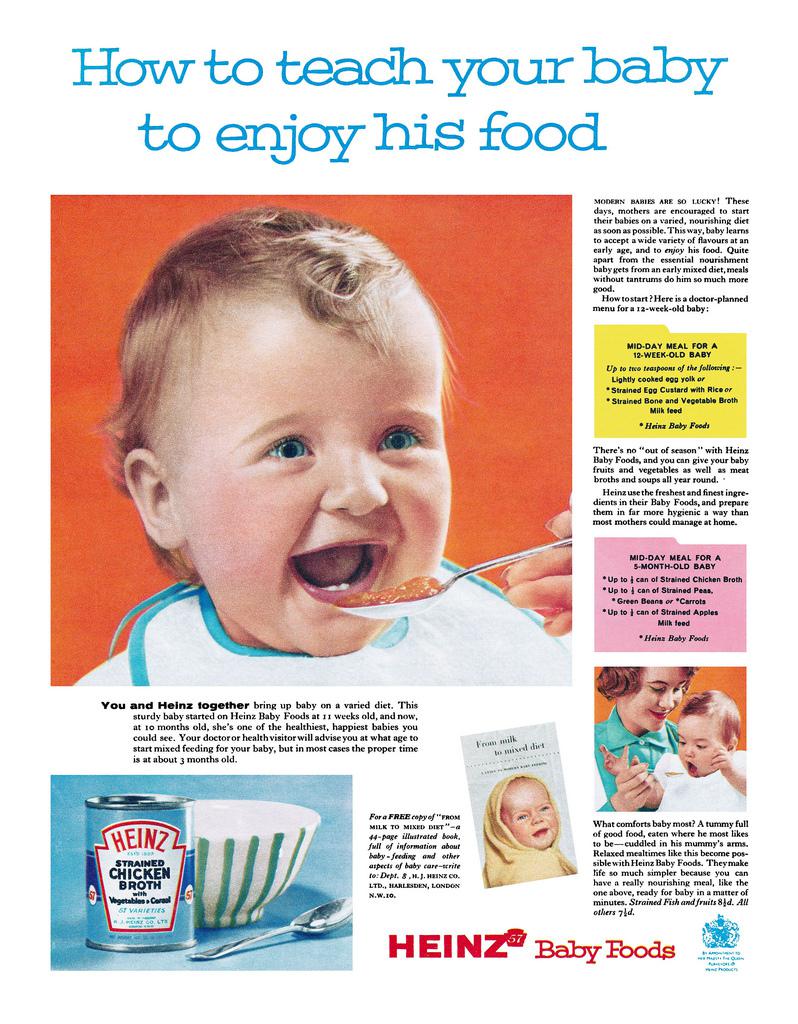 How to teach your baby
to enjoy his food
MODERN BABIES ARE SO LUCKY! These
days, mothers are encouraged to start
their babies on a varied, nourishing diet
as soon as possible. This way, baby learns
to accept a wide variety of flavours at an
early age, and to enjoy his food. Quite
apart from the essential nourishment
baby gets from an early mixed diet, meals
without tantrums do him so much more
good.
How to start? Here is a doctor-planned
menu for a 12-week-old baby:
MID-DAY MEAL FOR A
12-WEEK-OLD BABY
Up to two teaspoons of the following:—
Lightly cooked egg yolk or
*Strained Egg Custard with Rice or
*Strained Bone and Vegetable Broth
Milk feed
*Heinz Baby Foods
There's no "out of season" with Heinz
Baby Foods, and you can give your baby
fruits and vegetables as well as meat
broths and soups all year round.
Heinz use the freshest and finest ingre-
dients in their Baby Foods, and prepare
them in far more hygienic a way than
most mothers could manage at home.
MID-DAY MEAL FOR A
5-MONTH-OLD BABY
*Up to ½ can of Strained Chicken Broth
*Up to ½ can of Strained Peas,
*Green Beans or *Carrots
*Up to ½ can of Strained Apples
Milk feed
*Heinz Baby Foods
You and Heinz together bring up baby on a varied diet. This
sturdy baby started on Heinz Baby Foods at 11 weeks old, and now,
at 10 months old, she's one of the healthiest, happiest babies you
could see. Your doctor or health visitor will advise you at what age to
start mixed feeding for your baby, but in most cases the proper time
is at about 3 months old.
From milk
to mixed diet
A GUIDE TO MODERN BABY FEEDING
HEINZ
ESTD 1869
STRAINED
CHICKEN
BROTH
with
Vegetables & Cereal
57
57
57 VARIETIES
H. J. HEINZ CO. LTD
For a FREE copy of "FROM
MILK TO MIXED DIET"—a
44-page illustrated book,
full of information about
baby-feeding and other
aspects of baby care—write
to: Dept. 8, H. J. HEINZ CO.
LTD., HARLESDEN, LONDON
N.W.10.
What comforts baby most? A tummy full
of good food, eaten where he most likes
to be—cuddled in his mummy's arms.
Relaxed mealtimes like this become pos-
sible with Heinz Baby Foods. They make
life so much simpler because you can
have a really nourishing meal, like the
one above, ready for baby in a matter of
minutes. Strained Fish and fruits 8½d. All
others 7½d.
HEINZ 57 Baby Foods
BY APPOINTMENT TO
HER MAJESTY THE QUEEN
PURVEYORS OF
HEINZ PRODUCTS